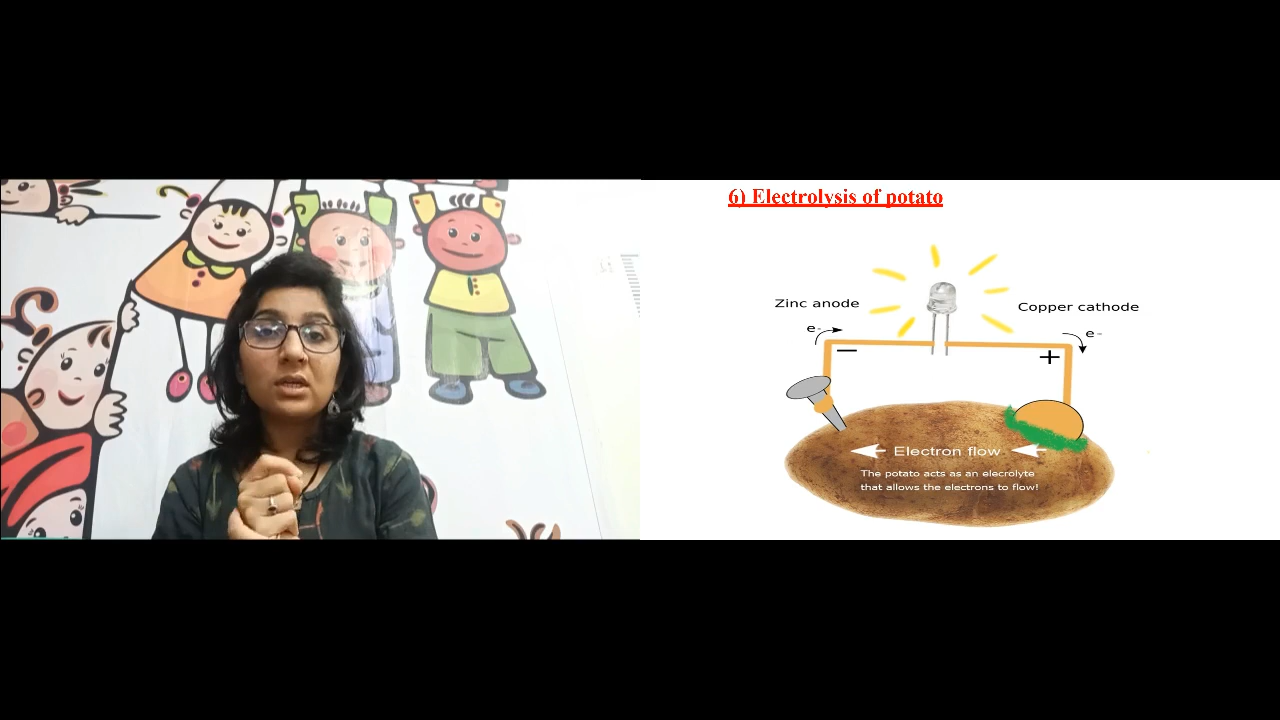 6) Electrolysis of potato
Zinc anode
Copper cathode
e-
e-
−
+
Electron flow
The potato acts as an elecrolyte
that allows the electrons to flow!